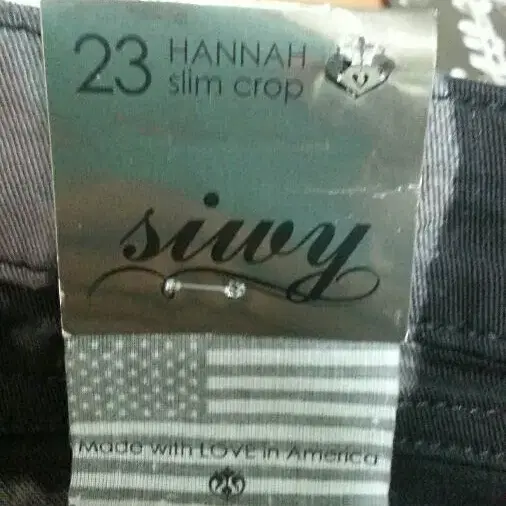 23 HANNAH
slim crop
siwy
Made with LOVE in America